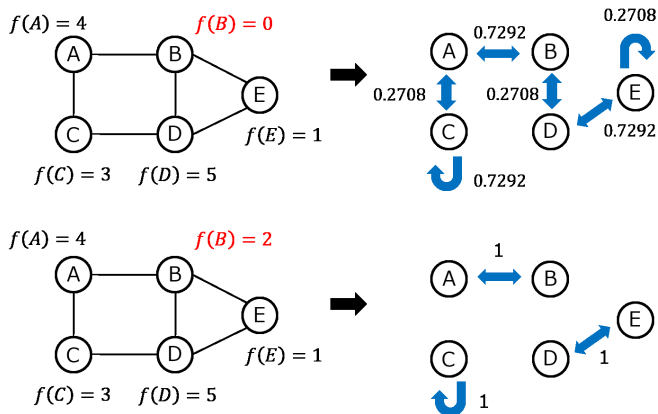 f(A) = 4
f(B) = 0
A
B
E
C
D
f(E) = 1
f(C) = 3
f(D) = 5
0.2708
0.7292
A
B
E
0.2708
0.2708
C
D
0.7292
0.7292
f(A) = 4
f(B) = 2
A
B
E
C
D
f(E) = 1
f(C) = 3
f(D) = 5
1
A
B
E
C
D
1
1